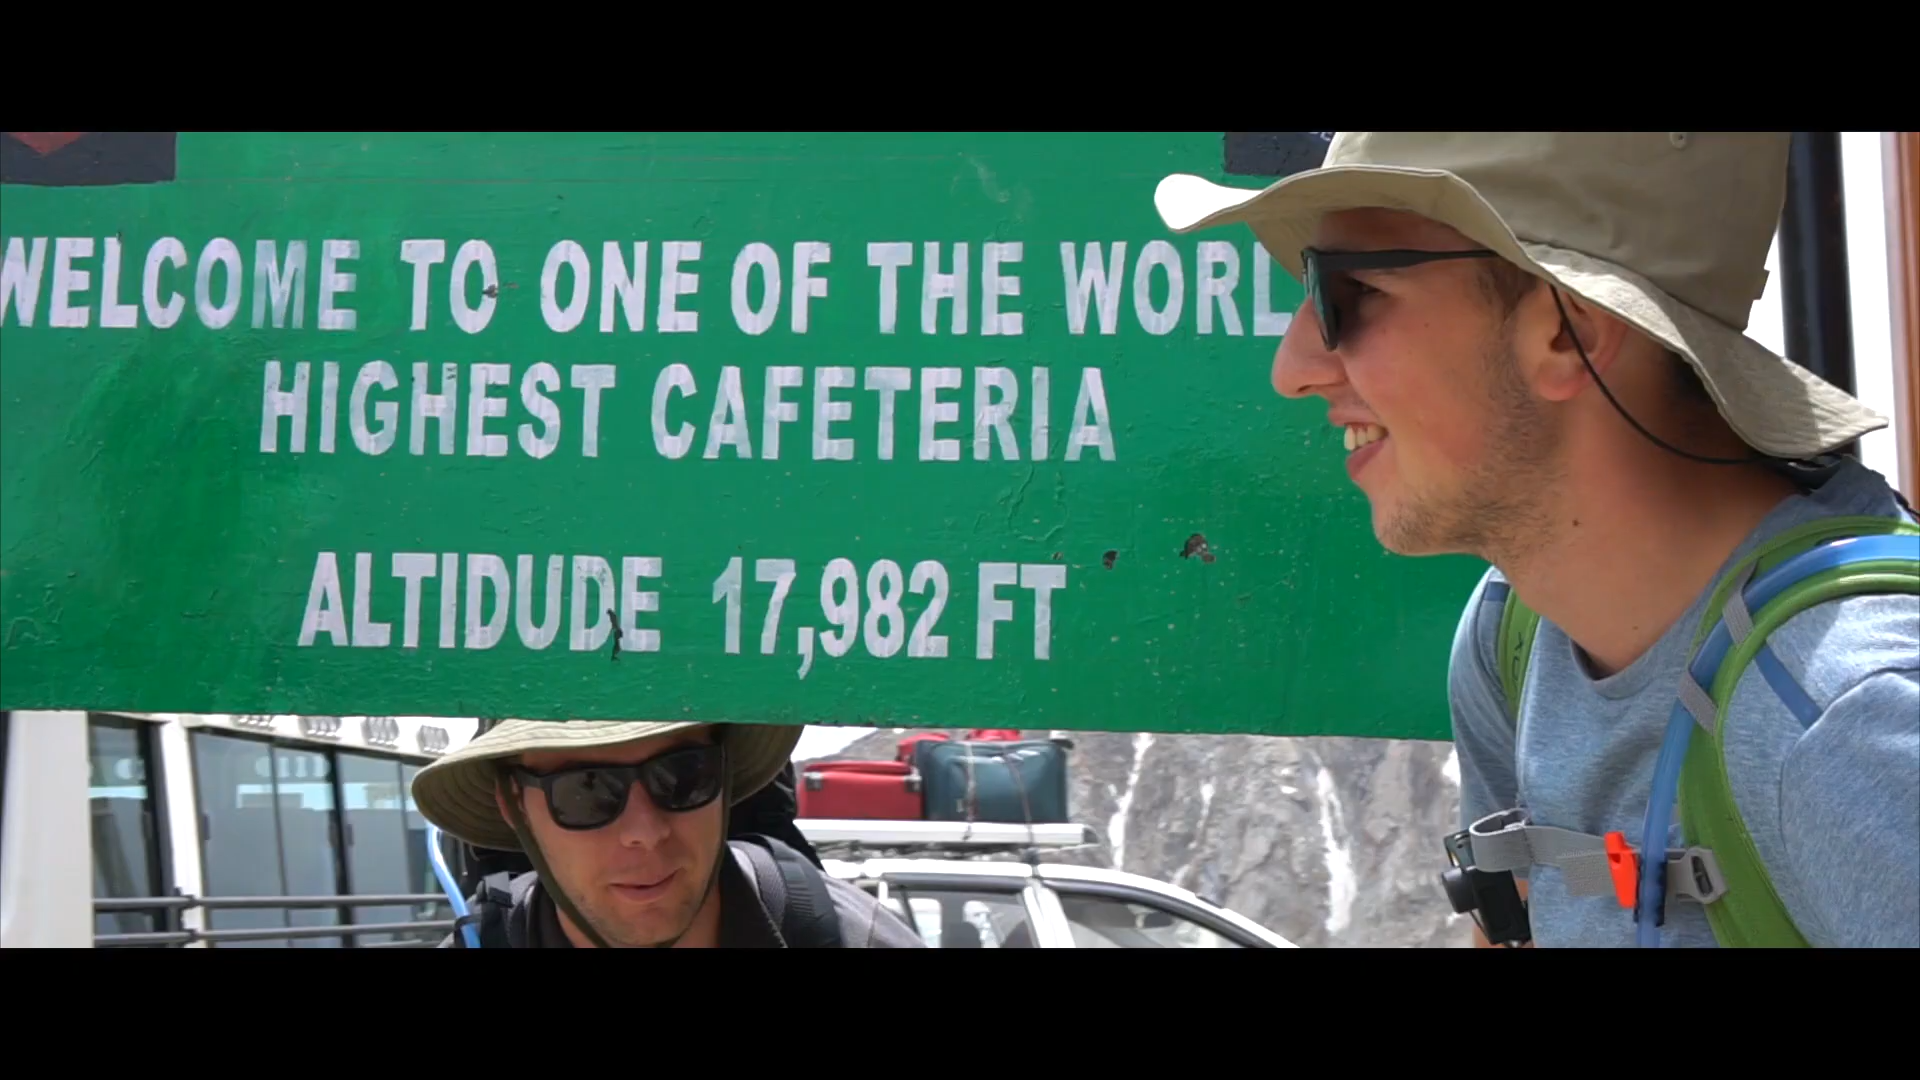 WELCOME TO ONE OF THE WORL
HIGHEST CAFETERIA
ALTIDUDE 17,982 FT